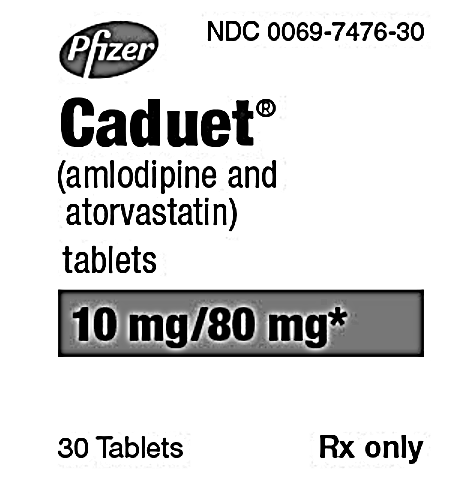 Pfizer
NDC 0069-7476-30
Caduet®
(amlodipine and
atorvastatin)
tablets
10 mg/80 mg*
30 Tablets
Rx only